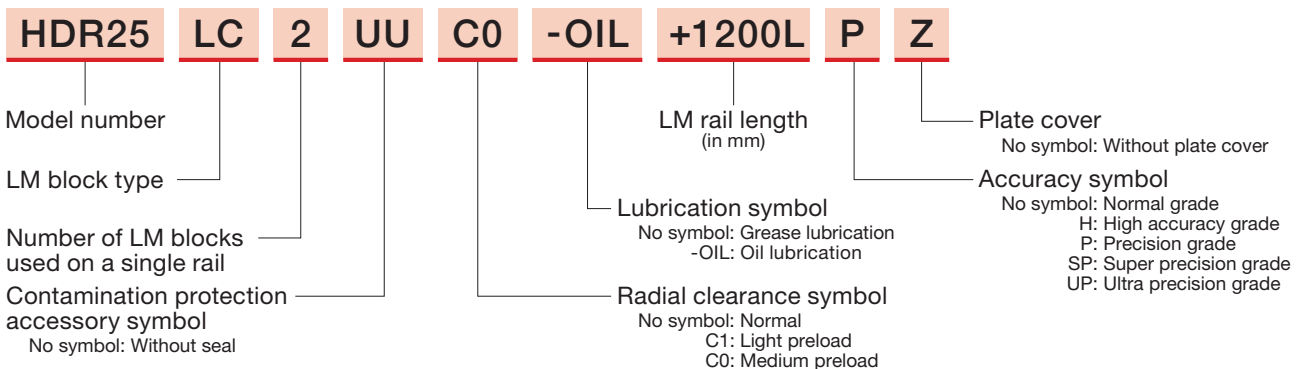 HDR25 LC 2 UU C0 -OIL +1200L P Z
Model number
LM block type
Number of LM blocks
used on a single rail
Contamination protection
accessory symbol
No symbol: Without seal
LM rail length
(in mm)
Lubrication symbol
No symbol: Grease lubrication
-OIL: Oil lubrication
Radial clearance symbol
No symbol: Normal
C1: Light preload
C0: Medium preload
Plate cover
No symbol: Without plate cover
Accuracy symbol
No symbol: Normal grade
H: High accuracy grade
P: Precision grade
SP: Super precision grade
UP: Ultra precision grade